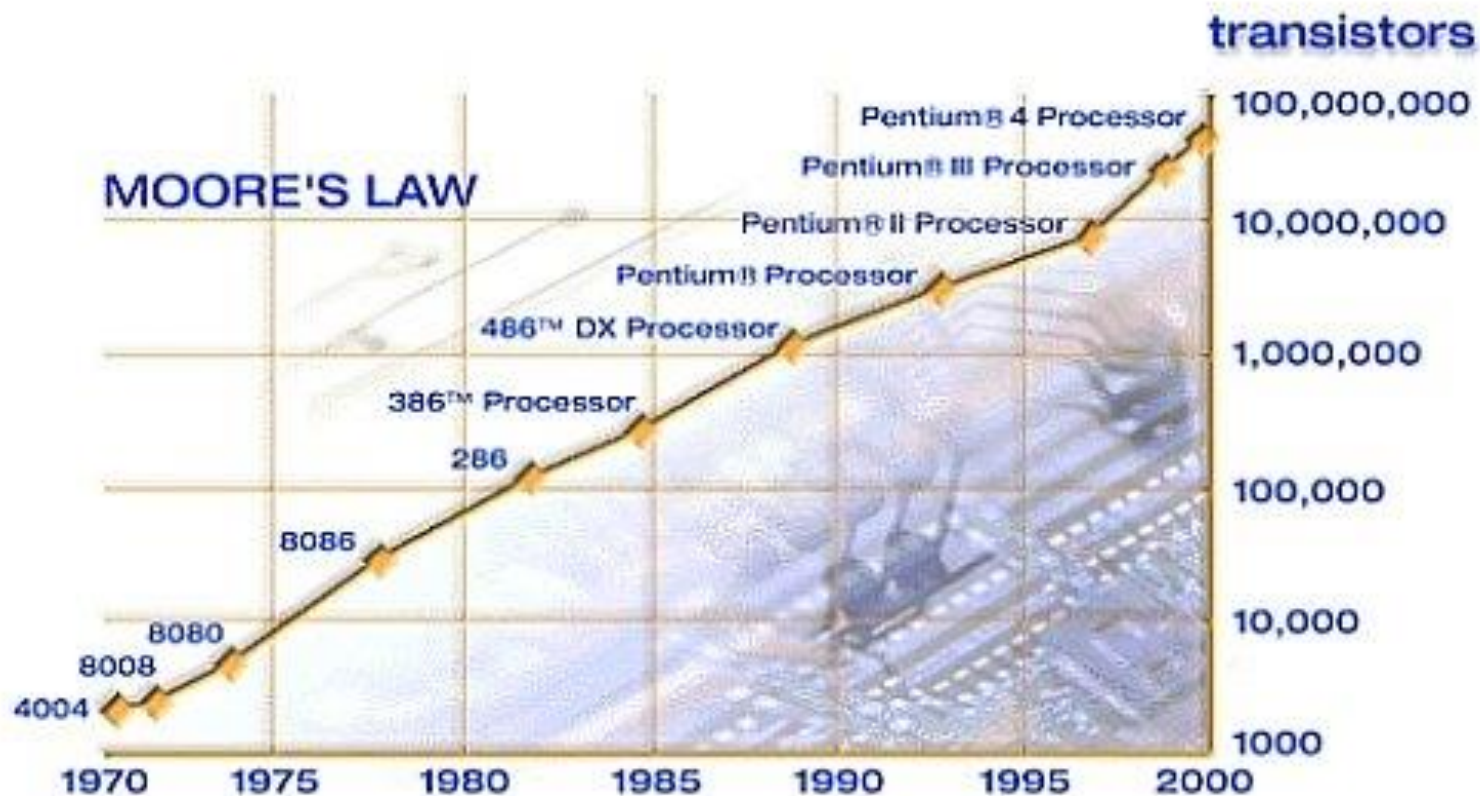 transistors
100,000,000
Pentium® 4 Processor
Pentium® III Processor
MOORE'S LAW
10,000,000
Pentium® II Processor
Pentium® Processor
486™ DX Processor
1,000,000
386™ Processor
286
100,000
8086
10,000
8080
8008
4004
1000
1970 1975 1980 1985 1990 1995 2000